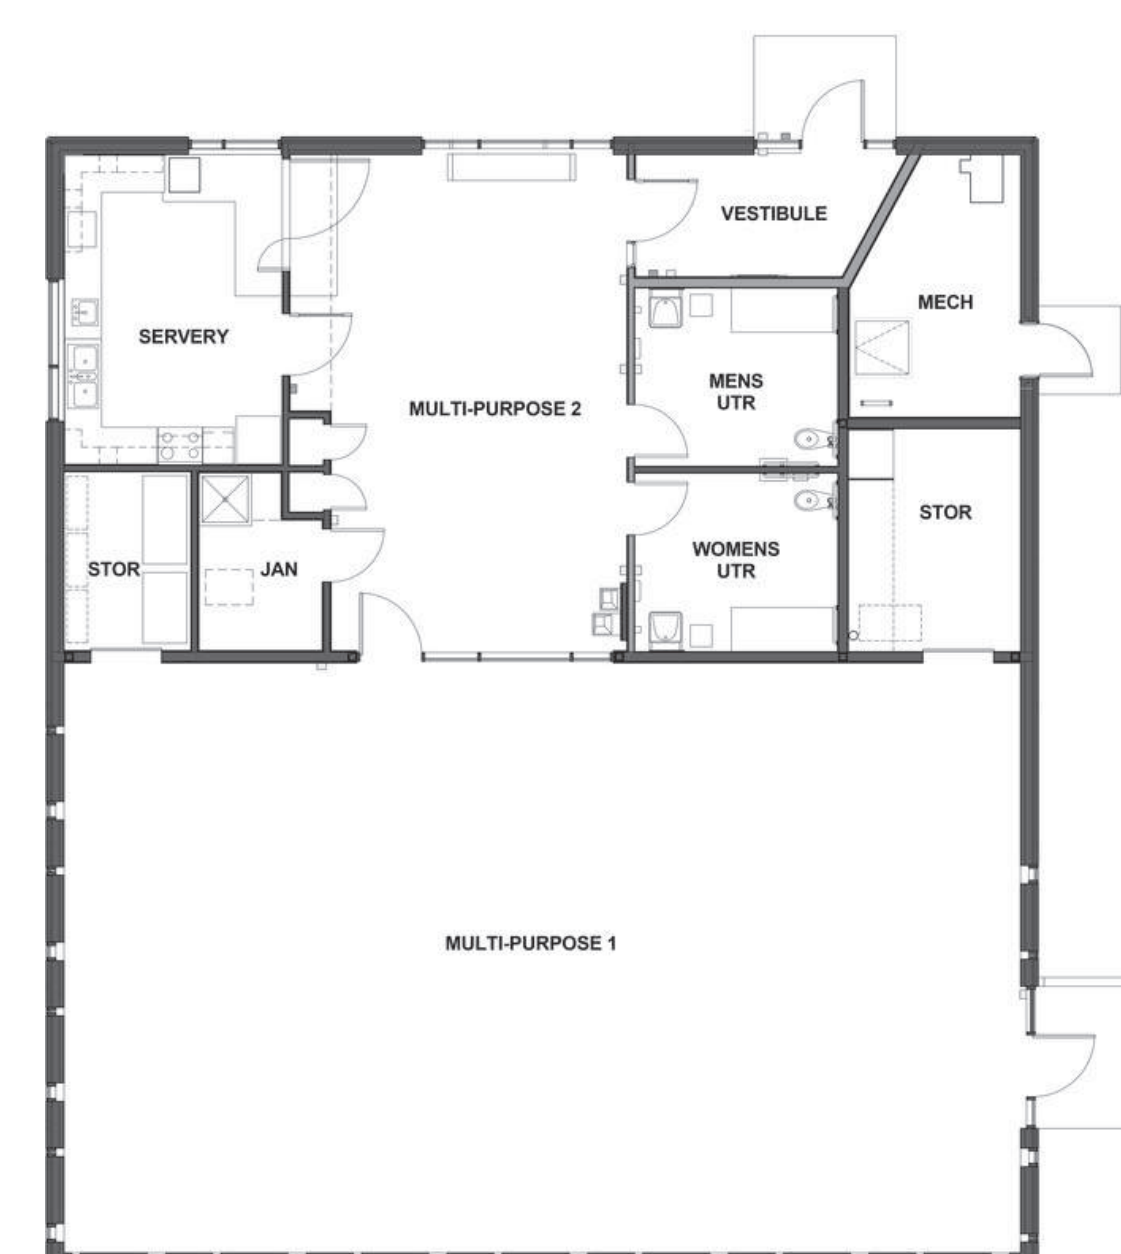 VESTIBULE
MECH
SERVERY
MENS
UTR
MULTI-PURPOSE 2
STOR
WOMENS
UTR
STOR
JAN
MULTI-PURPOSE 1